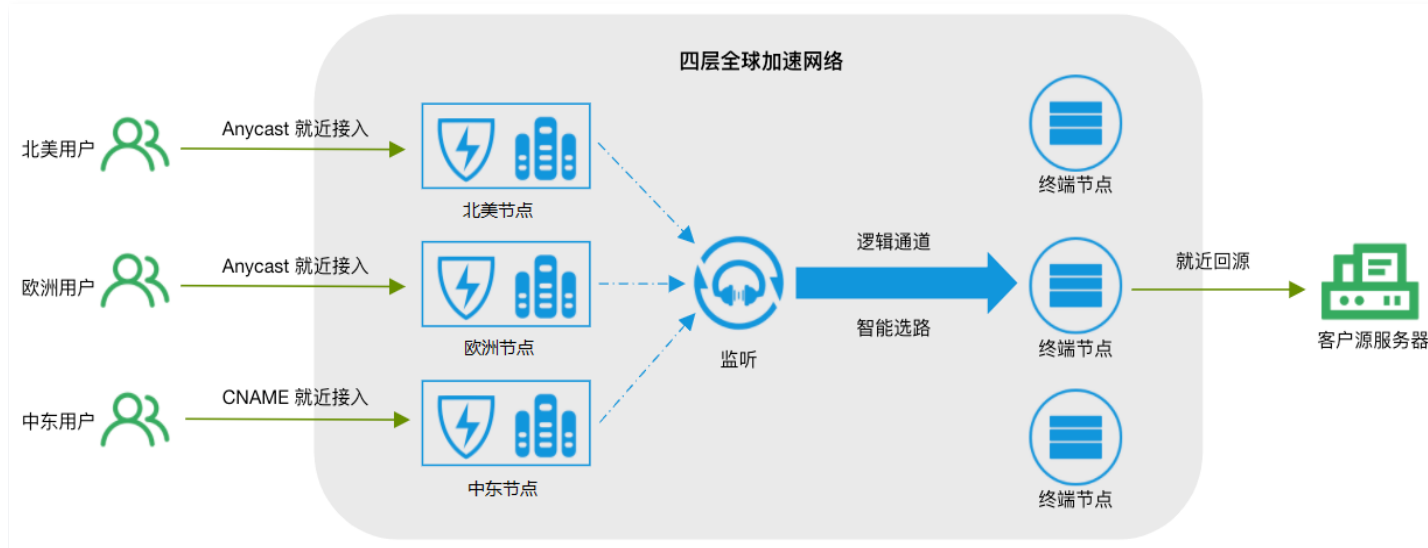 四层全球加速网络
北美用户
Anycast 就近接入
北美节点
终端节点
欧洲用户
Anycast 就近接入
欧洲节点
监听
逻辑通道
智能选路
终端节点
就近回源
客户源服务器
中东用户
CNAME 就近接入
中东节点
终端节点